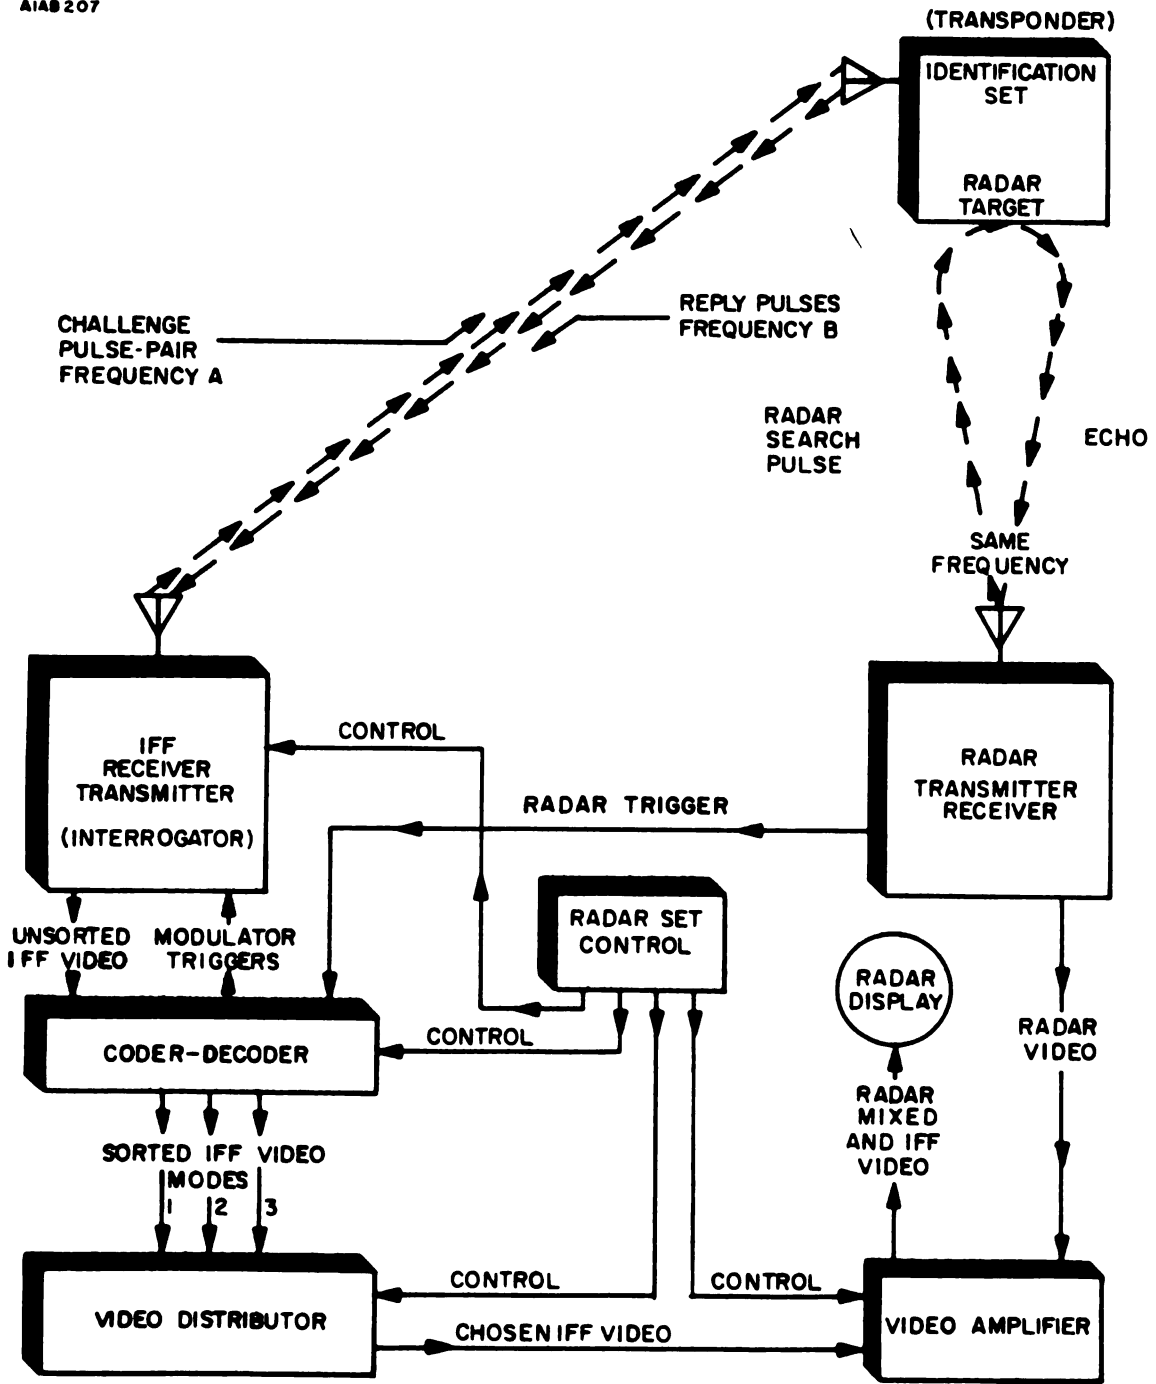 AIAB207
(TRANSPONDER)
IDENTIFICATION
SET
RADAR
TARGET
CHALLENGE
PULSE-PAIR
FREQUENCY A
REPLY PULSES
FREQUENCY B
RADAR
SEARCH
PULSE
ECHO
SAME
FREQUENCY
IFF
RECEIVER
TRANSMITTER
(INTERROGATOR)
CONTROL
RADAR TRIGGER
RADAR
TRANSMITTER
RECEIVER
RADAR SET
CONTROL
UNSORTED
IFF VIDEO
MODULATOR
TRIGGERS
RADAR
DISPLAY
RADAR
VIDEO
CODER-DECODER
CONTROL
RADAR
MIXED
AND IFF
VIDEO
SORTED IFF VIDEO
MODES
1 2 3
CONTROL
CONTROL
VIDEO DISTRIBUTOR
CHOSEN IFF VIDEO
VIDEO AMPLIFIER